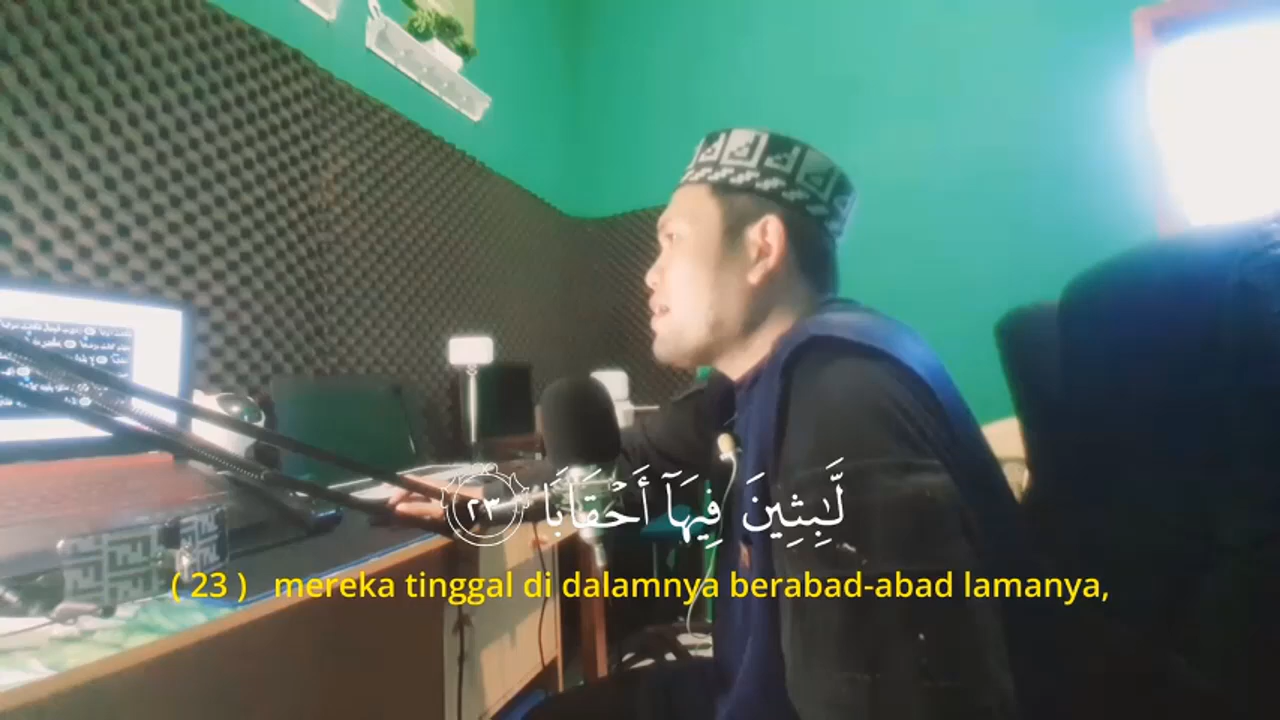 لَّـٰبِثِينَ فِيهَآ أَحْقَابًا ٢٣
( 23 ) mereka tinggal di dalamnya berabad-abad lamanya,